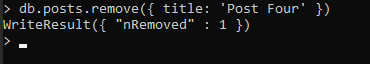 > db.posts.remove({ title: 'Post Four' })
WriteResult({ "nRemoved" : 1 })
>